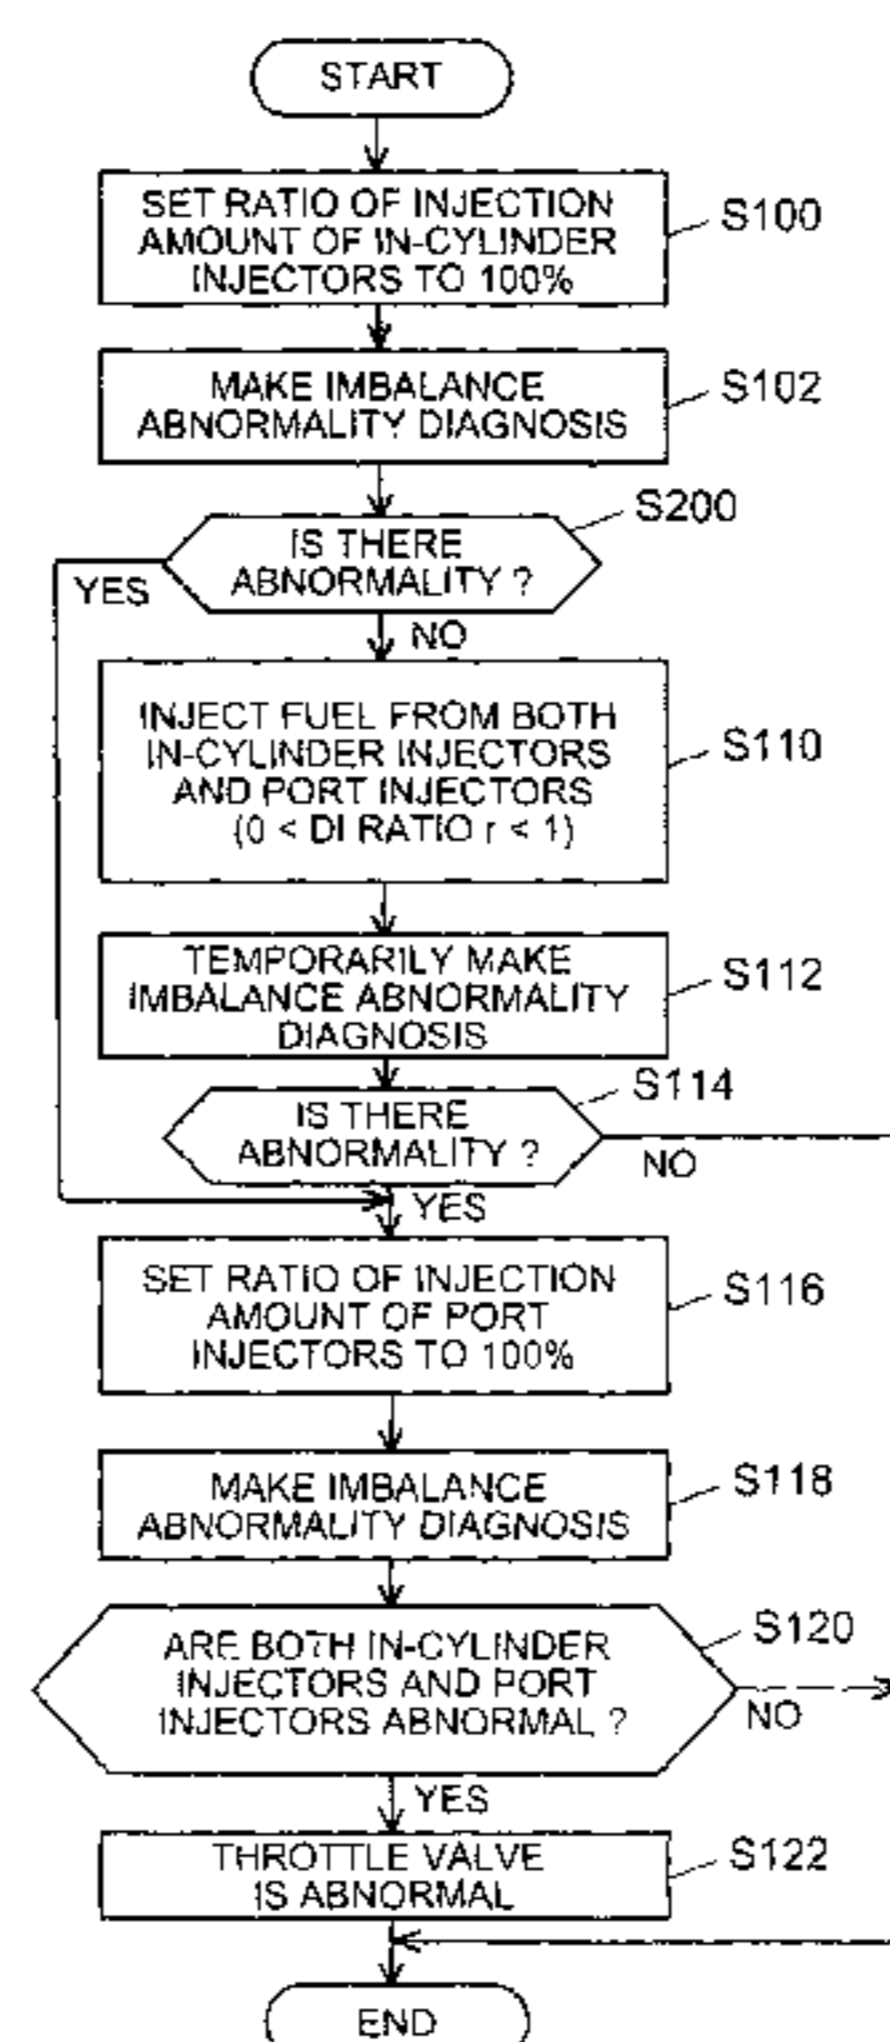 START
SET RATIO OF INJECTION
AMOUNT OF IN-CYLINDER
INJECTORS TO 100%
S100
MAKE IMBALANCE
ABNORMALITY DIAGNOSIS
S102
IS THERE
ABNORMALITY ?
S200
YES
NO
INJECT FUEL FROM BOTH
IN-CYLINDER INJECTORS
AND PORT INJECTORS
(0 < DI RATIO r < 1)
S110
TEMPORARILY MAKE
IMBALANCE ABNORMALITY
DIAGNOSIS
S112
IS THERE
ABNORMALITY ?
S114
NO
YES
SET RATIO OF INJECTION
AMOUNT OF PORT
INJECTORS TO 100%
S116
MAKE IMBALANCE
ABNORMALITY DIAGNOSIS
S118
ARE BOTH IN-CYLINDER
INJECTORS AND PORT
INJECTORS ABNORMAL ?
S120
NO
YES
THROTTLE VALVE
IS ABNORMAL
S122
END